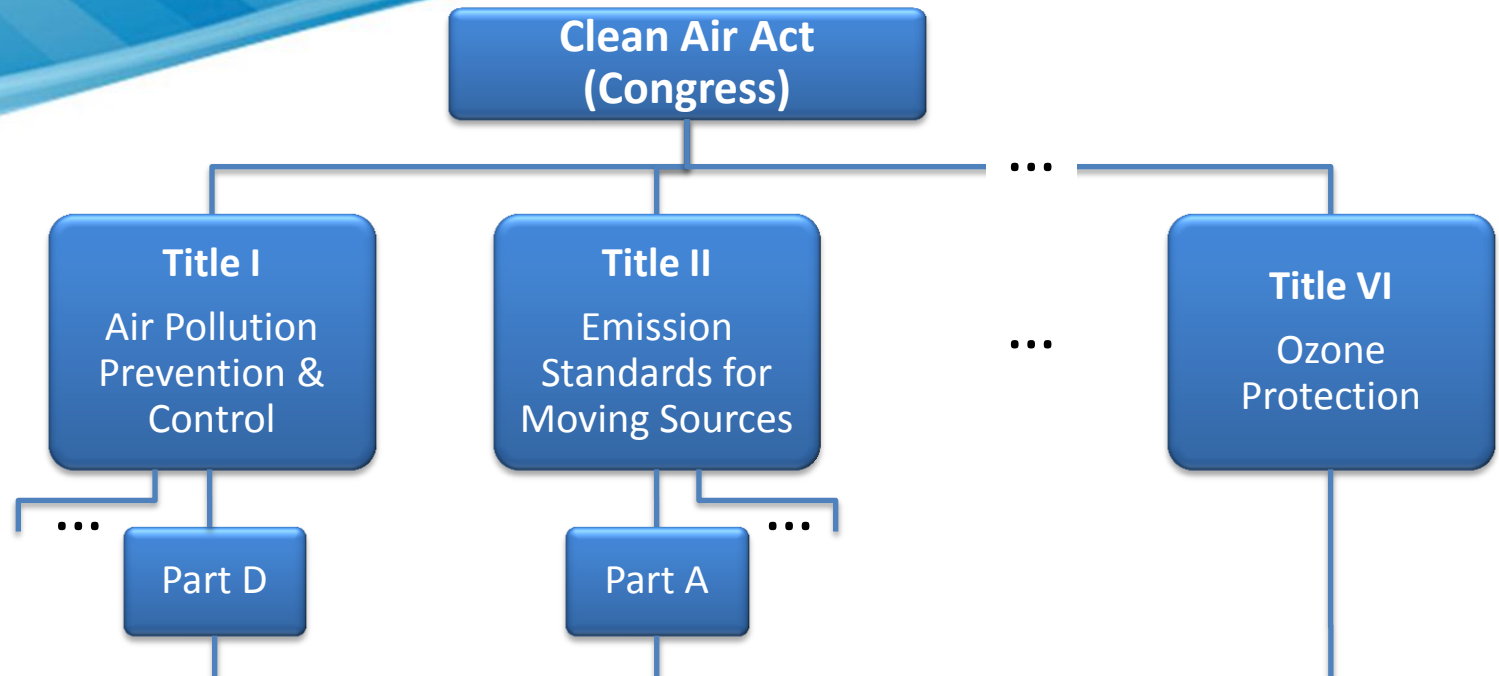 Clean Air Act
(Congress)
...
Title I
Air Pollution
Prevention &
Control
Title II
Emission
Standards for
Moving Sources
...
Title VI
Ozone
Protection
...
Part D
Part A
...